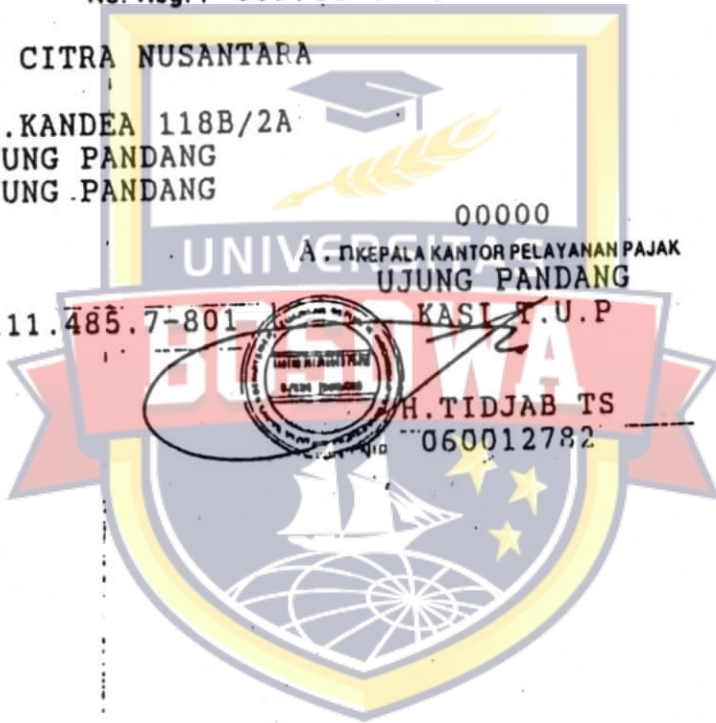 CITRA NUSANTARA
.KANDEA 118B/2A
UNG PANDANG
UNG PANDANG
00000
UNIVERSITAS
A.n KEPALA KANTOR PELAYANAN PAJAK
UJUNG PANDANG
11.485.7-801
KASI T.U.P
BOSOWA
H.TIDJAB TS
060012782